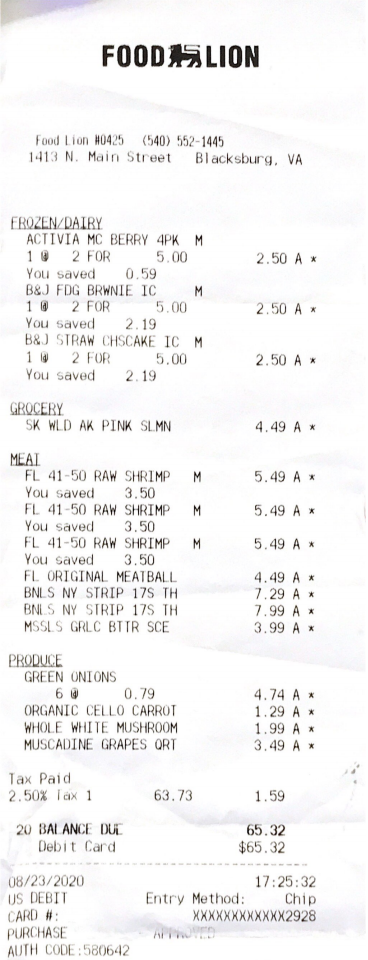 FOOD LION
Food Lion #0425 (540) 552-1445
1413 N. Main Street Blacksburg, VA
FROZEN/DAIRY
ACTIVIA MC BERRY 4PK M
1 @ 2 FOR 5.00 2.50 A *
You saved 0.59
B&J FDG BRWNIE IC M
1 @ 2 FOR 5.00 2.50 A *
You saved 2.19
B&J STRAW CHSCAKE IC M
1 @ 2 FOR 5.00 2.50 A *
You saved 2.19
GROCERY
SK WLD AK PINK SLMN 4.49 A *
MEAT
FL 41-50 RAW SHRIMP M 5.49 A *
You saved 3.50
FL 41-50 RAW SHRIMP M 5.49 A *
You saved 3.50
FL 41-50 RAW SHRIMP M 5.49 A *
You saved 3.50
FL ORIGINAL MEATBALL 4.49 A *
BNLS NY STRIP 17S TH 7.29 A *
BNLS NY STRIP 17S TH 7.99 A *
MSSLS GRLC BTTR SCE 3.99 A *
PRODUCE
GREEN ONIONS
6 @ 0.79 4.74 A *
ORGANIC CELLO CARROT 1.29 A *
WHOLE WHITE MUSHROOM 1.99 A *
MUSCADINE GRAPES QRT 3.49 A *
Tax Paid
2.50% Tax 1 63.73 1.59
20 BALANCE DUE 65.32
Debit Card $65.32
08/23/2020 17:25:32
US DEBIT Entry Method: Chip
CARD #: XXXXXXXXXXXX2928
PURCHASE APPROVED
AUTH CODE:580642